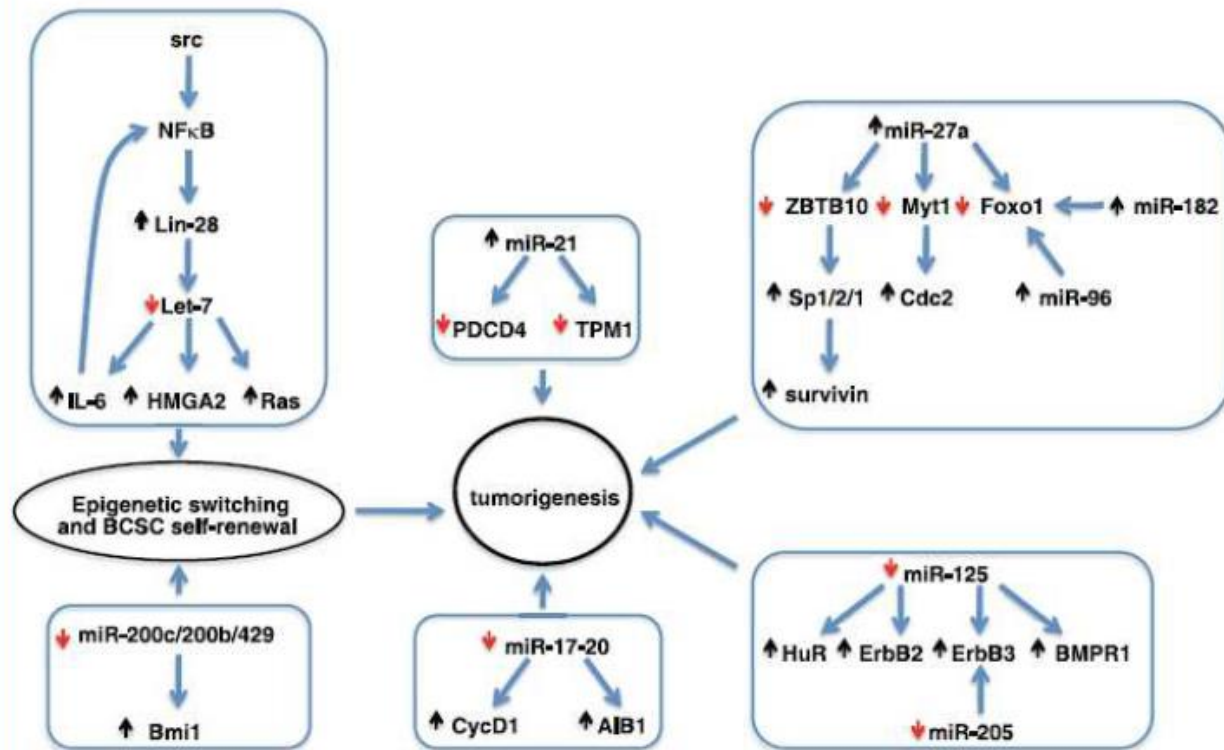 src
NFκB
Lin-28
Let-7
IL-6 HMGA2 Ras
Epigenetic switching
and BCSC self-renewal
miR-200c/200b/429
Bmi1
miR-21
PDCD4 TPM1
tumorigenesis
miR-17-20
CycD1 AIB1
miR-27a
ZBTB10 Myt1 Foxo1 miR-182
Sp1/2/1 Cdc2 miR-96
survivin
miR-125
HuR ErbB2 ErbB3 BMPR1
miR-205